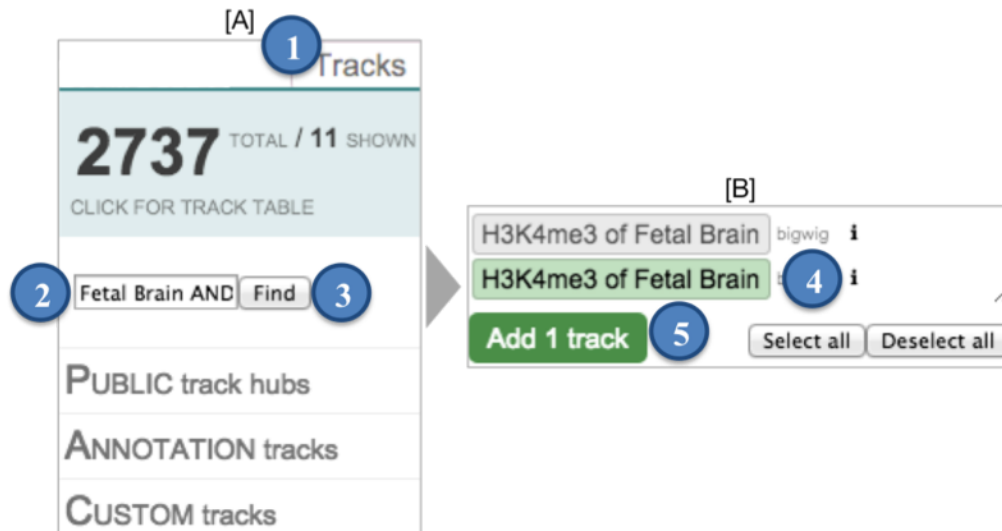 [A]
1
Tracks
2737 TOTAL / 11 SHOWN
CLICK FOR TRACK TABLE
2 Fetal Brain AND Find 3
PUBLIC track hubs
ANNOTATION tracks
CUSTOM tracks
[B]
H3K4me3 of Fetal Brain bigwig i
H3K4me3 of Fetal Brain 4 i
Add 1 track 5 Select all Deselect all